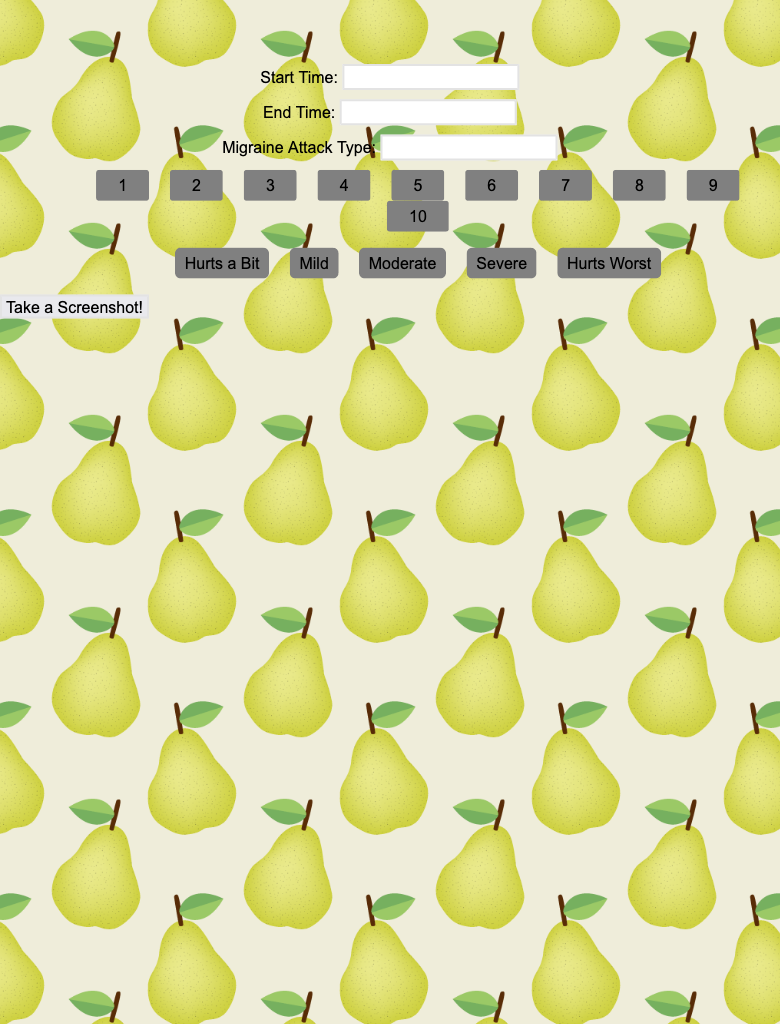 Start Time:
End Time:
Migraine Attack Type:
1 2 3 4 5 6 7 8 9
10
Hurts a Bit Mild Moderate Severe Hurts Worst
Take a Screenshot!